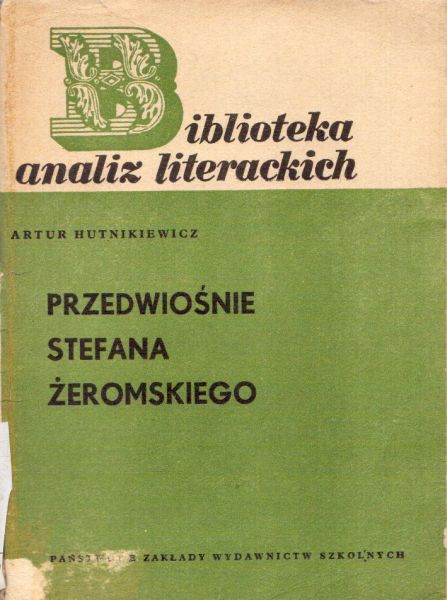 Biblioteka
analiz literackich
ARTUR HUTNIKIEWICZ
PRZEDWIOŚNIE
STEFANA
ŻEROMSKIEGO
ZAKŁADY WYDAWNICTW SZKOLNYCH